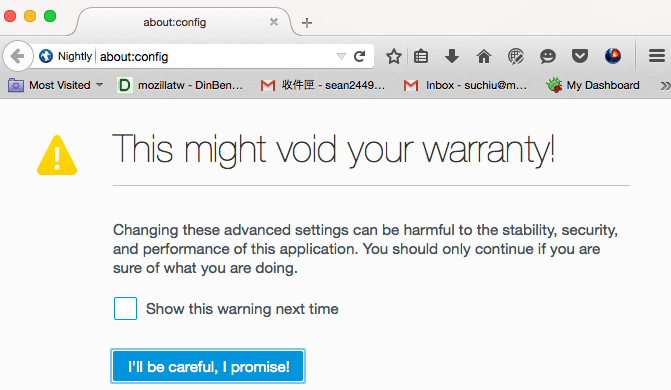 about:config
Nightly about:config
Most Visited
mozillatw - DinBen...
收件匣 - sean2449...
Inbox - suchiu@m...
My Dashboard
This might void your warranty!
Changing these advanced settings can be harmful to the stability, security,
and performance of this application. You should only continue if you are
sure of what you are doing.
Show this warning next time
I'll be careful, I promise!